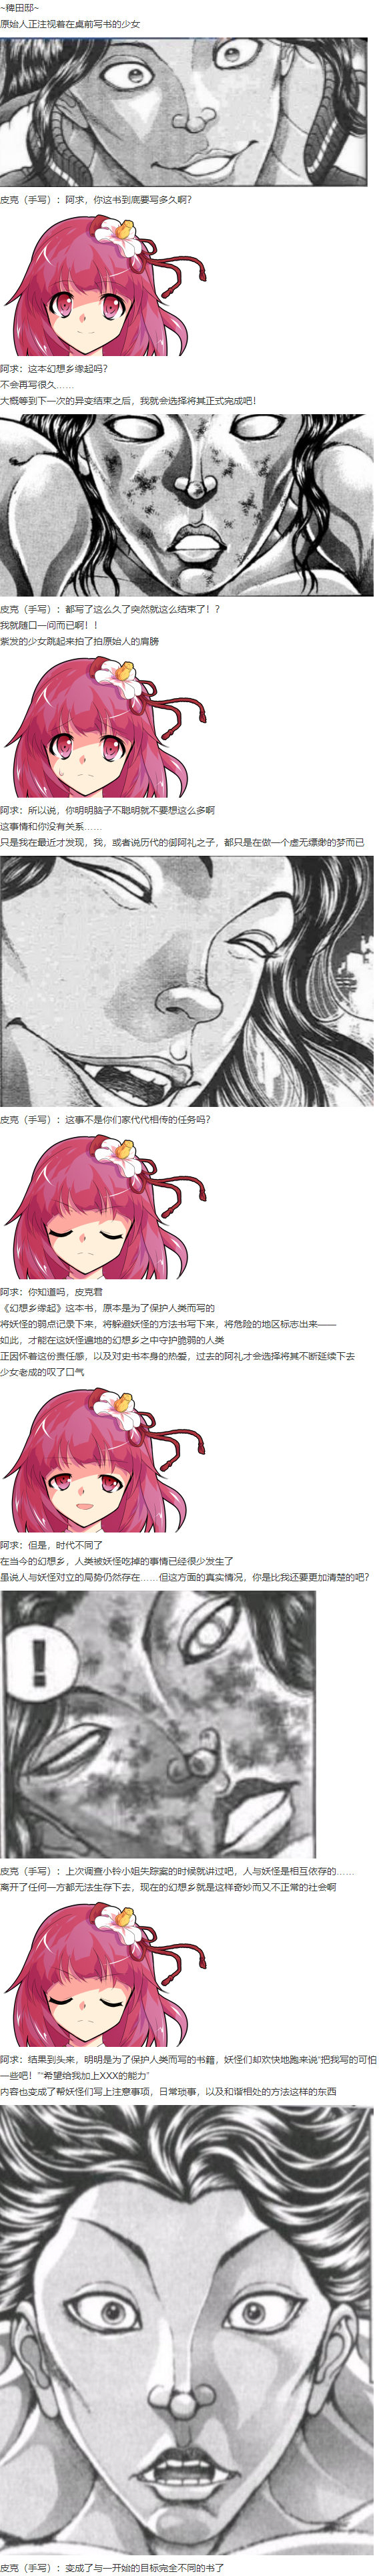 ~稗田邸~
原始人正注视着在桌前写书的少女
皮克（手写）：阿求，你这书到底要写多久啊？
阿求：这本幻想乡缘起吗？
不会再写很久……
大概等到下一次的异变结束之后，我就会选择将其正式完成吧！
皮克（手写）：都写了这么久了突然就这么结束了！？
我就随口一问而已啊！！
紫发的少女跳起来拍了拍原始人的肩膀
阿求：所以说，你明明脑子不聪明就不要想这么多啊
这事情和你没有关系……
只是我在最近才发现，我，或者说历代的御阿礼之子，都只是在做一个虚无缥缈的梦而已
皮克（手写）：这事不是你们家代代相传的任务吗？
阿求：你知道吗，皮克君
《幻想乡缘起》这本书，原本是为了保护人类而写的
将妖怪的弱点记录下来，将躲避妖怪的方法书写下来，将危险的地区标志出来——
如此，才能在这妖怪遍地的幻想乡之中守护脆弱的人类
正因怀着这份责任感，以及对史书本身的热爱，过去的阿礼才会选择将其不断延续下去
少女老成的叹了口气
阿求：但是，时代不同了
在当今的幻想乡，人类被妖怪吃掉的事情已经很少发生了
虽说人与妖怪对立的局势仍然存在……但这方面的真实情况，你是比我还要更加清楚的吧？
！
皮克（手写）：上次调查小铃小姐失踪案的时候就讲过吧，人与妖怪是相互依存的……
离开了任何一方都无法生存下去，现在的幻想乡就是这样奇妙而又不正常的社会啊
阿求：结果到头来，明明是为了保护人类而写的书籍，妖怪们却欢快地跑来说“把我写的可怕
一些吧！”“希望给我加上XXX的能力”
内容也变成了帮妖怪们写上注意事项，日常琐事，以及和谐相处的方法这样的东西
皮克（手写）：变成了与一开始的目标完全不同的书了